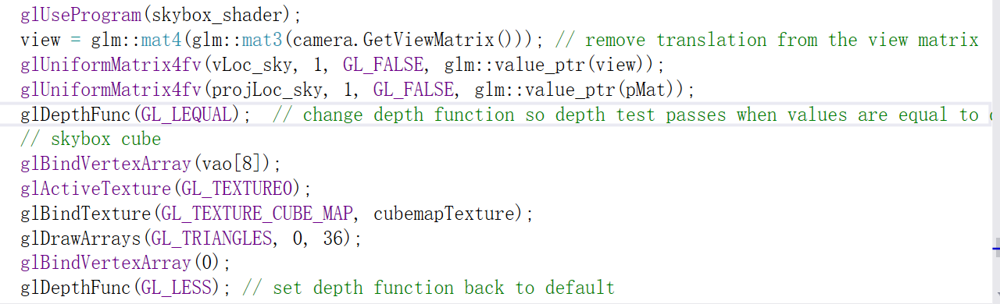 glUseProgram(skybox_shader);
view = glm::mat4(glm::mat3(camera.GetViewMatrix())); // remove translation from the view matrix
glUniformMatrix4fv(vLoc_sky, 1, GL_FALSE, glm::value_ptr(view));
glUniformMatrix4fv(projLoc_sky, 1, GL_FALSE, glm::value_ptr(pMat));
glDepthFunc(GL_LEQUAL);  // change depth function so depth test passes when values are equal to
// skybox cube
glBindVertexArray(vao[8]);
glActiveTexture(GL_TEXTURE0);
glBindTexture(GL_TEXTURE_CUBE_MAP, cubemapTexture);
glDrawArrays(GL_TRIANGLES, 0, 36);
glBindVertexArray(0);
glDepthFunc(GL_LESS); // set depth function back to default